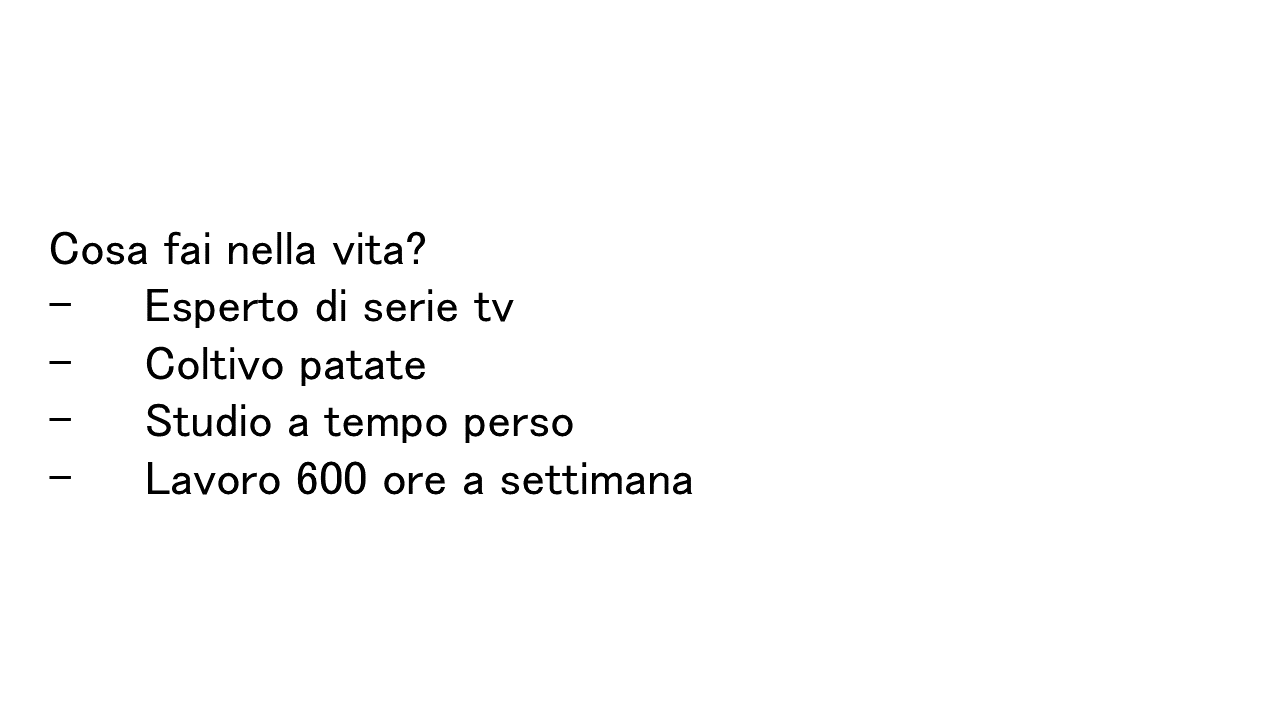 Cosa fai nella vita?
- Esperto di serie tv
- Coltivo patate
- Studio a tempo perso
- Lavoro 600 ore a settimana